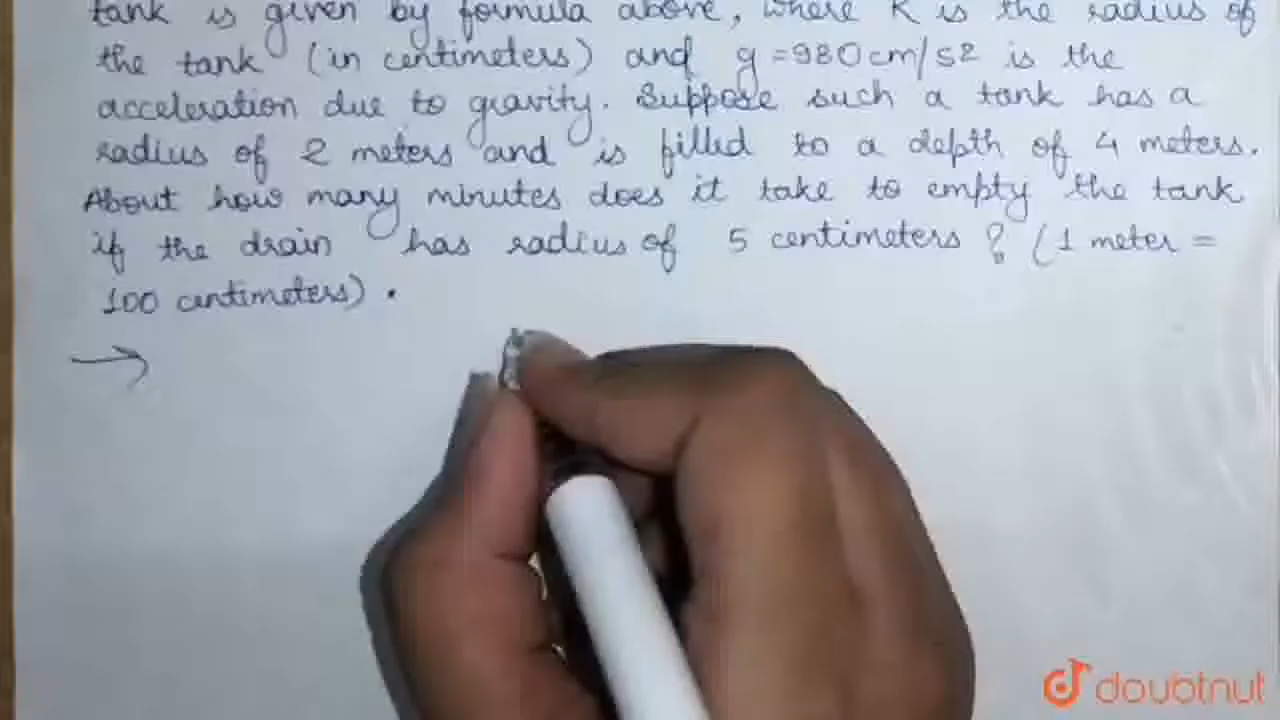 tank is given by formula above, where R is the radius of
the tank (in centimeters) and g = 980 cm/s2 is the
acceleration due to gravity. Suppose such a tank has a
radius of 2 meters and is filled to a depth of 4 meters.
About how many minutes does it take to empty the tank
if the drain has radius of 5 centimeters ? (1 meter =
100 centimeters) .
→
doubtnut